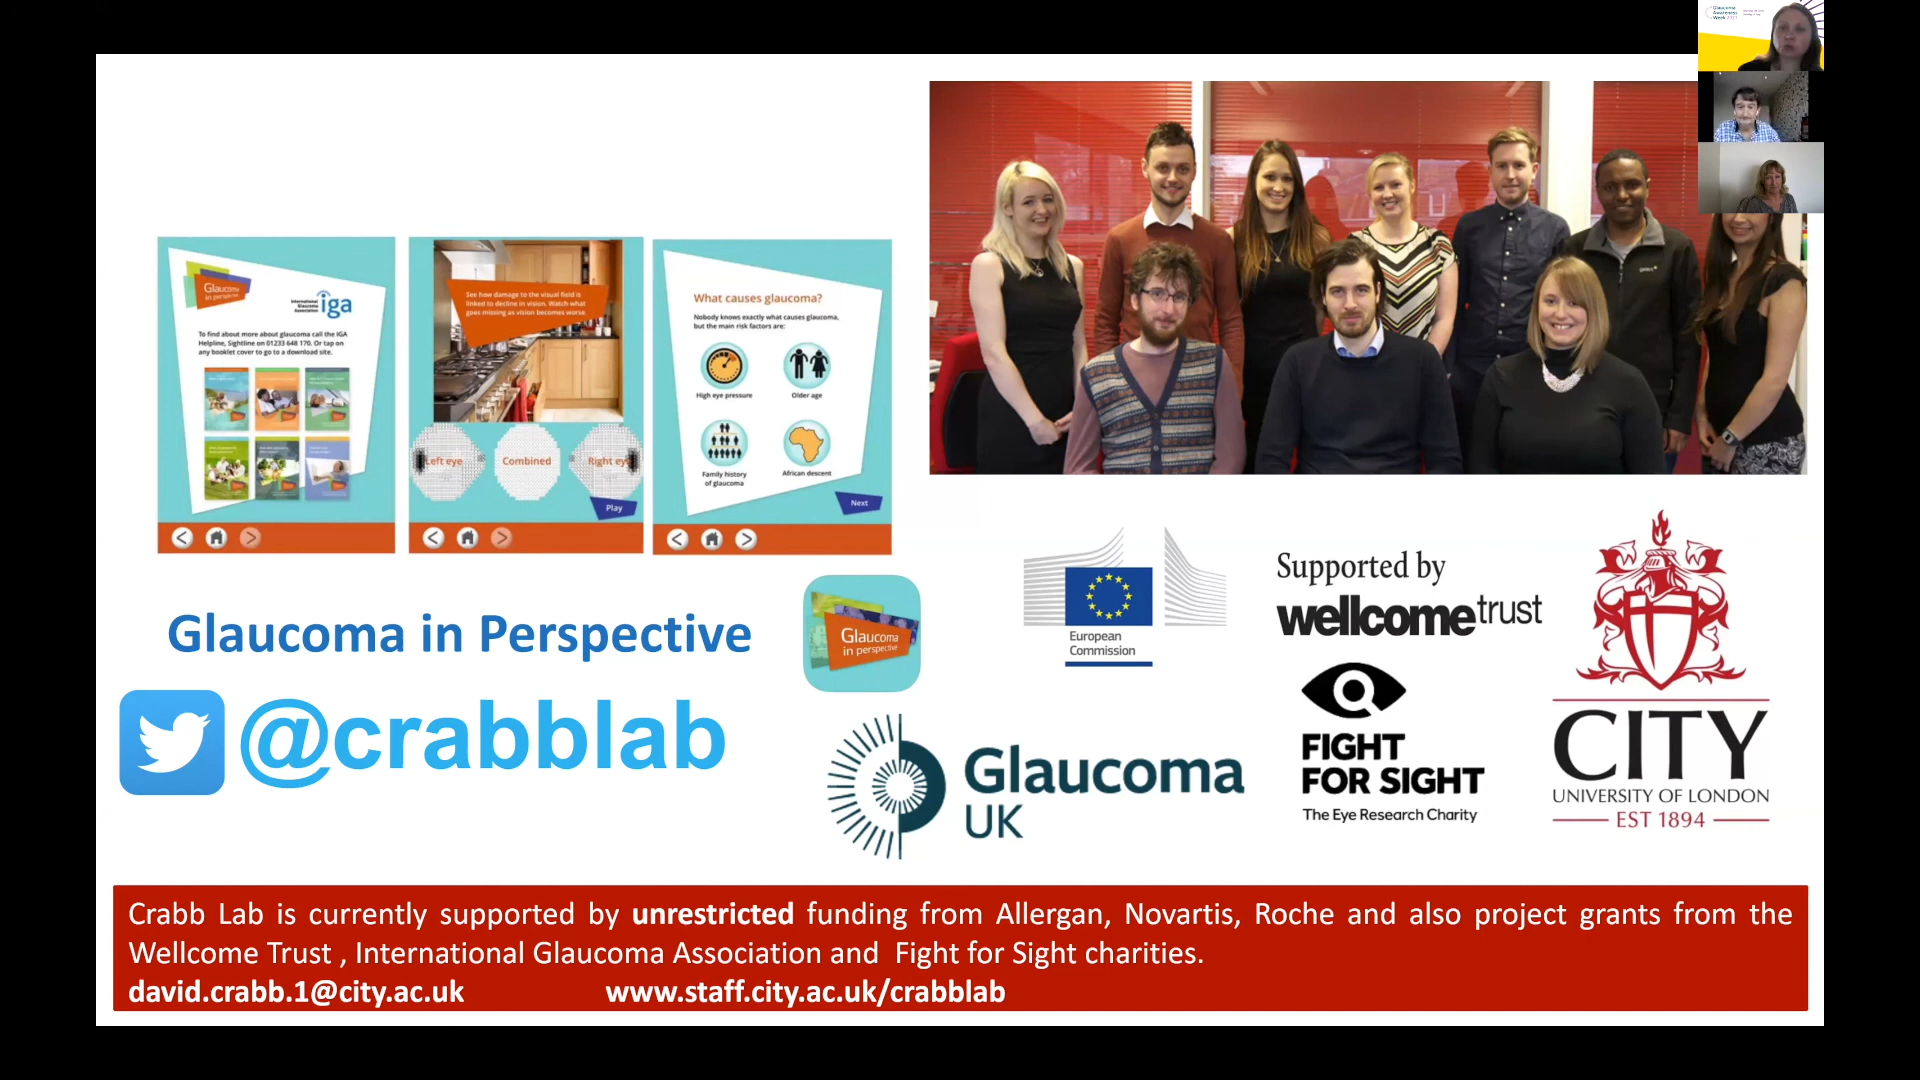 Glaucoma
Awareness
Week 2021
Glaucoma
in perspective
International
Glaucoma
Association
iga
To find about more about glaucoma call the IGA
Helpline, Sightline on 01233 648 170. Or tap on
any booklet cover to go to a download site.
See how damage to the visual field is
linked to decline in vision. Watch what
goes missing as vision becomes worse.
Left eye
Combined
Right eye
Play
What causes glaucoma?
Nobody knows exactly what causes glaucoma,
but the main risk factors are:
High eye pressure
Older age
Family history
of glaucoma
African descent
Next
Glaucoma in Perspective
Glaucoma
in perspective
@crabblab
European
Commission
Supported by
wellcometrust
Glaucoma
UK
FIGHT
FOR SIGHT
The Eye Research Charity
CITY
UNIVERSITY OF LONDON
EST 1894
Crabb Lab is currently supported by unrestricted funding from Allergan, Novartis, Roche and also project grants from the
Wellcome Trust , International Glaucoma Association and Fight for Sight charities.
david.crabb.1@city.ac.uk www.staff.city.ac.uk/crabblab